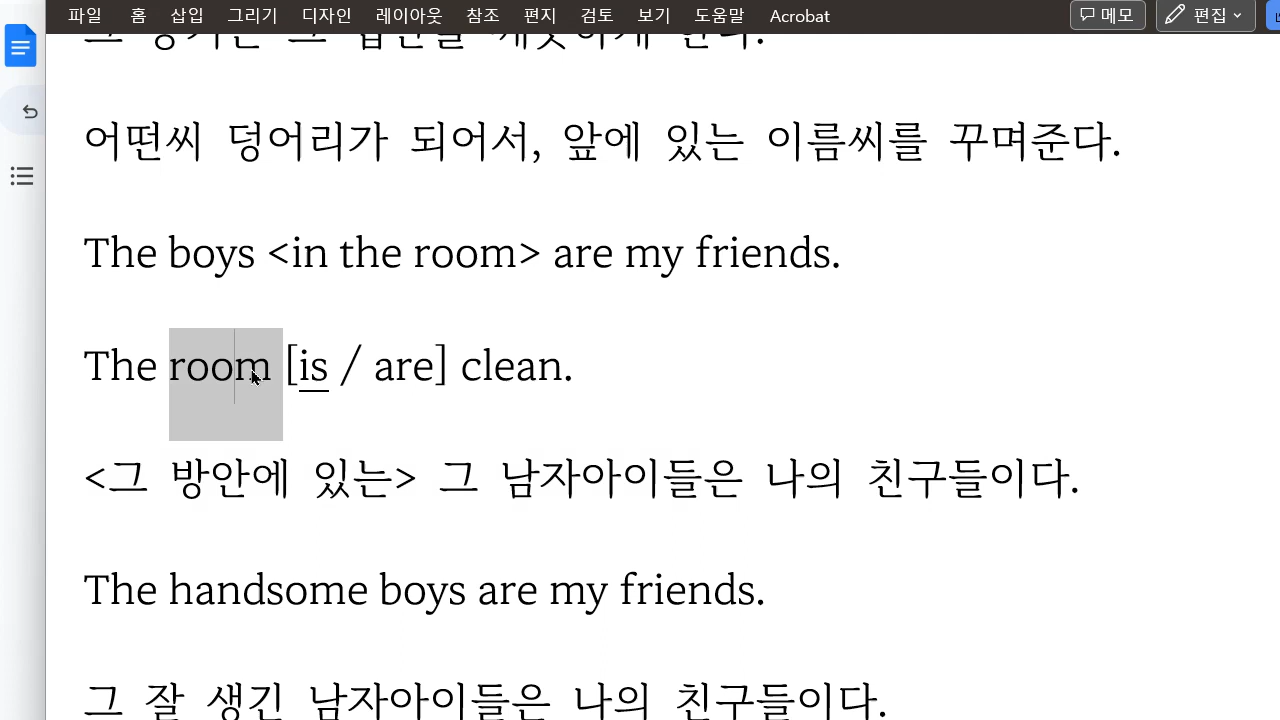 파일 홈 삽입 그리기 디자인 레이아웃 참조 편지 검토 보기 도움말 Acrobat 메모 편집
어떤씨 덩어리가 되어서, 앞에 있는 이름씨를 꾸며준다.
The boys <in the room> are my friends.
The room [is / are] clean.
<그 방안에 있는> 그 남자아이들은 나의 친구들이다.
The handsome boys are my friends.
그 잘 생긴 남자아이들은 나의 친구들이다.